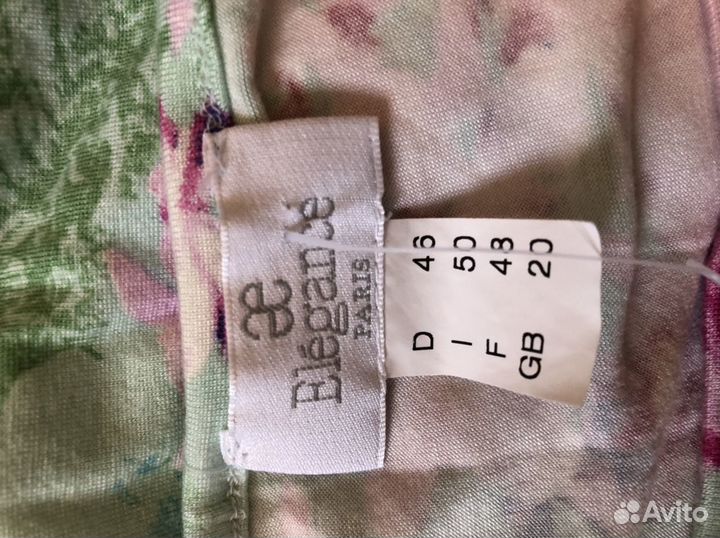 æ
Elégance
PARIS
D 46
I 50
F 48
GB 20
Avito